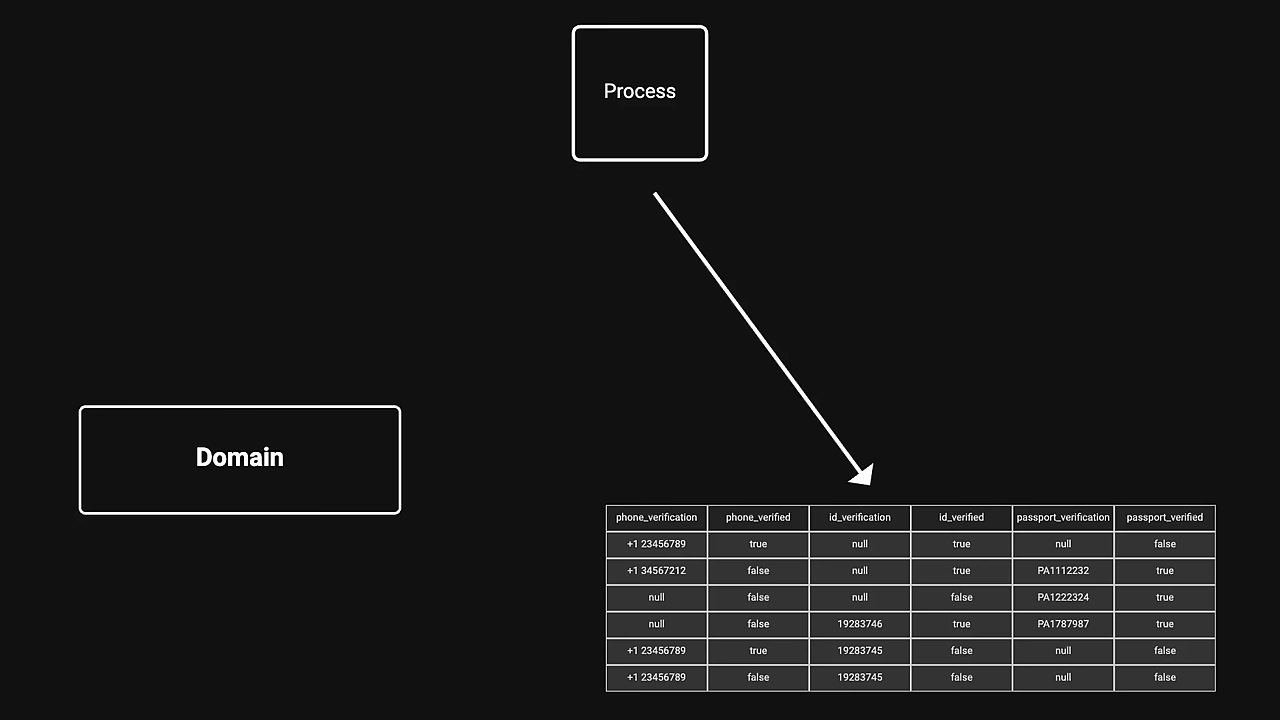 Process
Domain
phone_verification phone_verified id_verification id_verified passport_verification passport_verified
+1 23456789 true null true null false
+1 34567212 false null true PA1112232 true
null false null false PA1222324 true
null false 19283746 true PA1787987 true
+1 23456789 true 19283745 false null false
+1 23456789 false 19283745 false null false